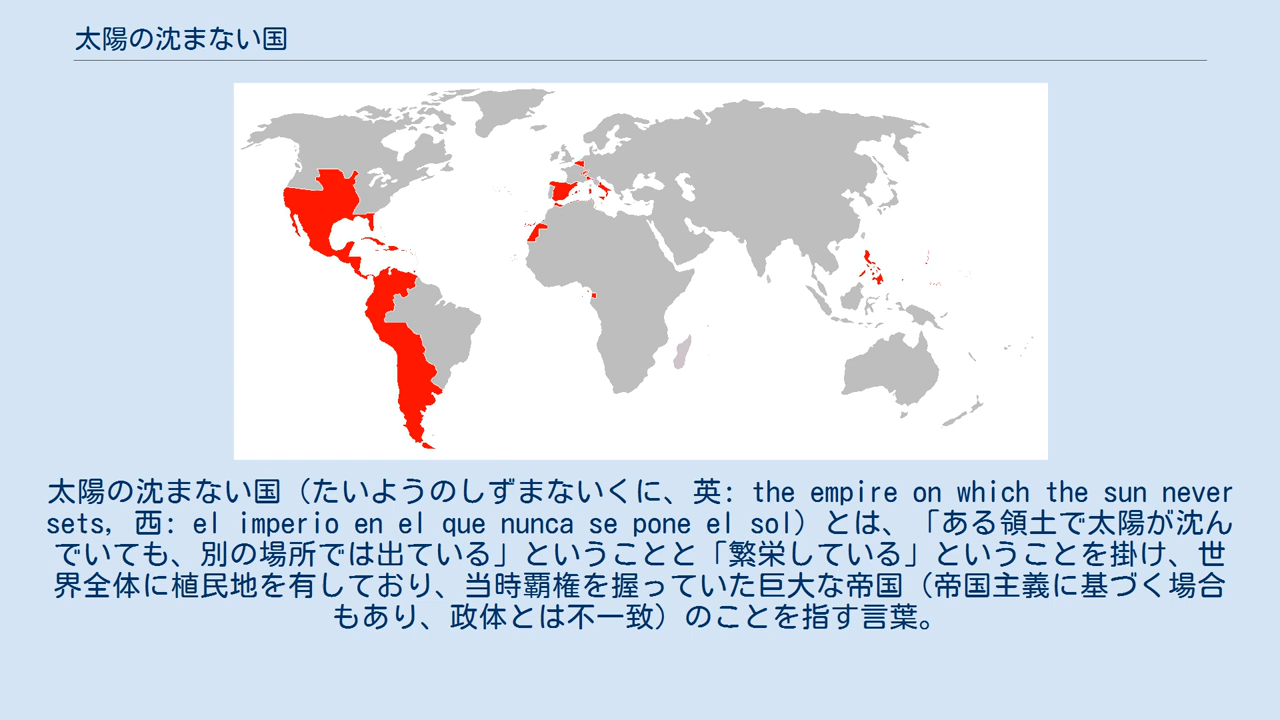 太陽の沈まない国
太陽の沈まない国（たいようのしずまないくに、英: the empire on which the sun never
sets, 西: el imperio en el que nunca se pone el sol）とは、「ある領土で太陽が沈ん
でいても、別の場所では出ている」ということと「繁栄している」ということを掛け、世
界全体に植民地を有しており、当時覇権を握っていた巨大な帝国（帝国主義に基づく場合
もあり、政体とは不一致）のことを指す言葉。